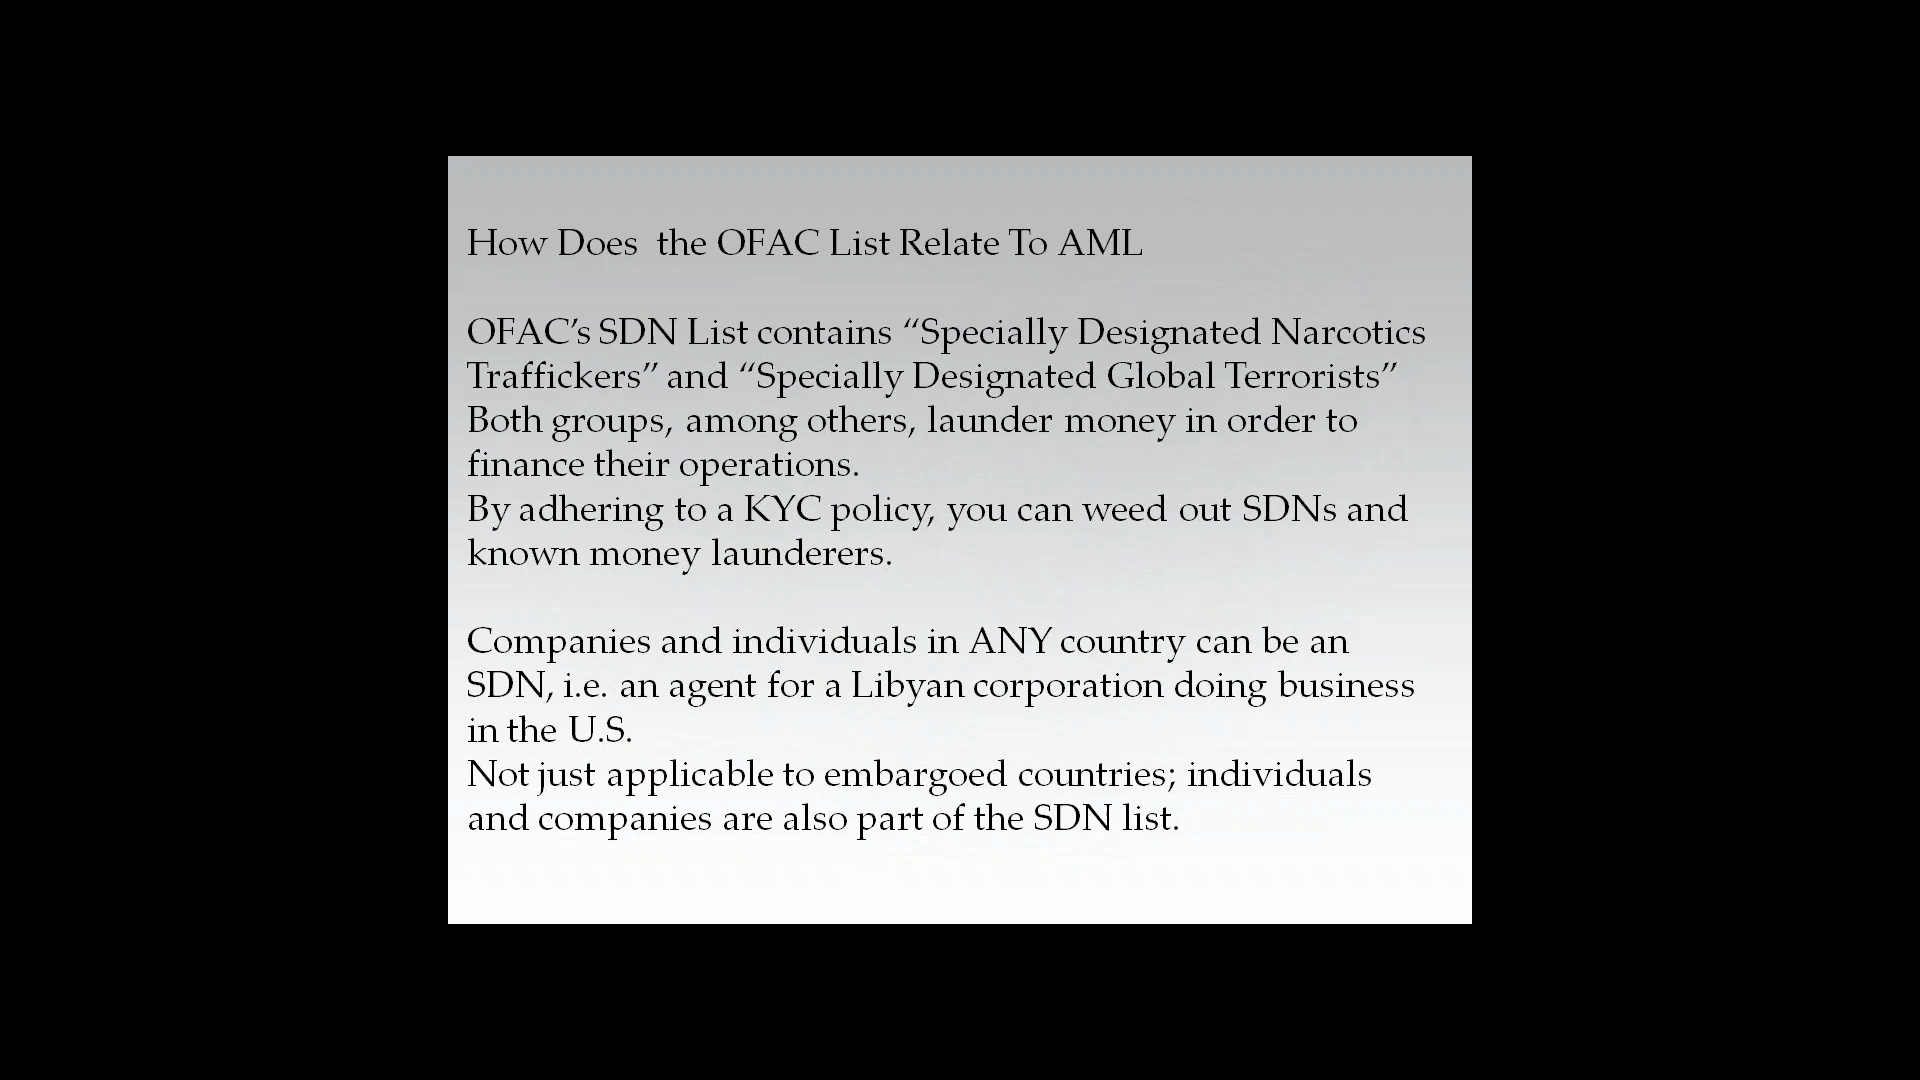 How Does  the OFAC List Relate To AML
OFAC’s SDN List contains “Specially Designated Narcotics
Traffickers” and “Specially Designated Global Terrorists”
Both groups, among others, launder money in order to
finance their operations.
By adhering to a KYC policy, you can weed out SDNs and
known money launderers.
Companies and individuals in ANY country can be an
SDN, i.e. an agent for a Libyan corporation doing business
in the U.S.
Not just applicable to embargoed countries; individuals
and companies are also part of the SDN list.